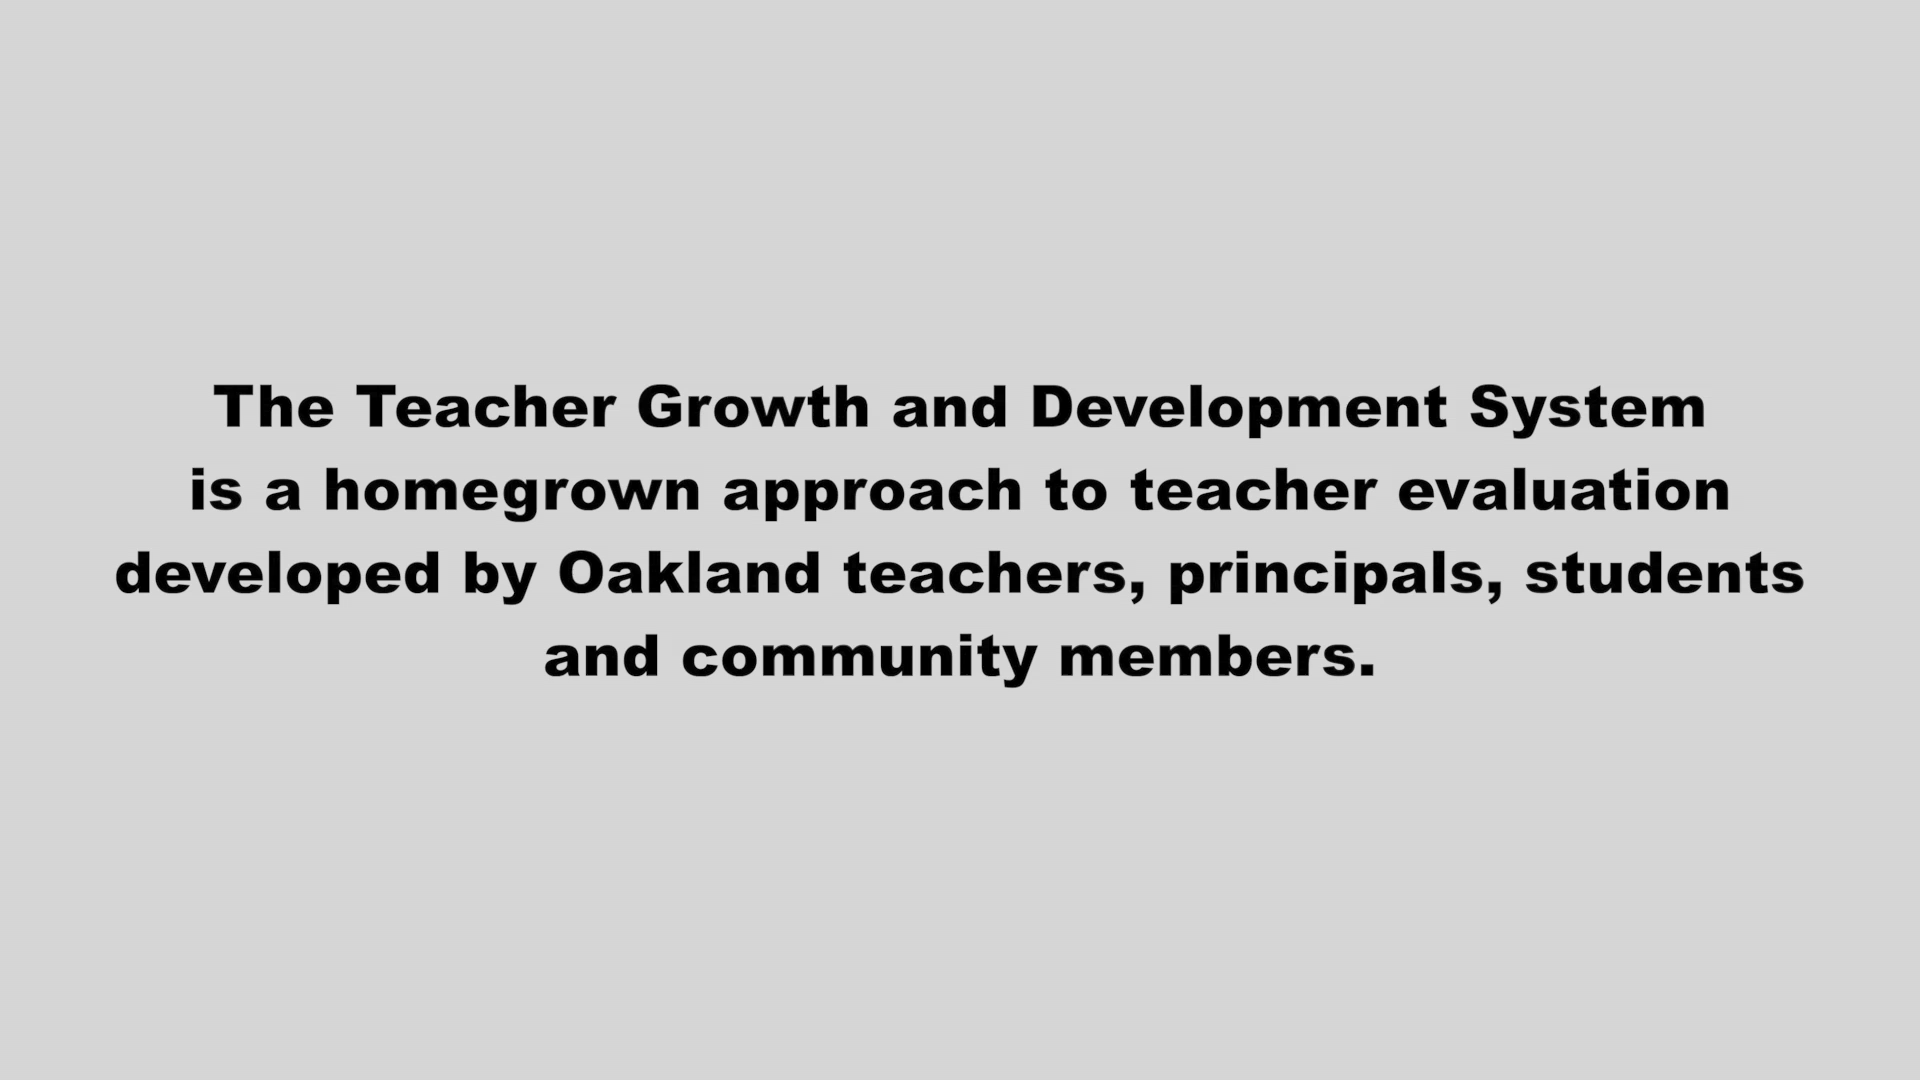 The Teacher Growth and Development System
is a homegrown approach to teacher evaluation
developed by Oakland teachers, principals, students
and community members.